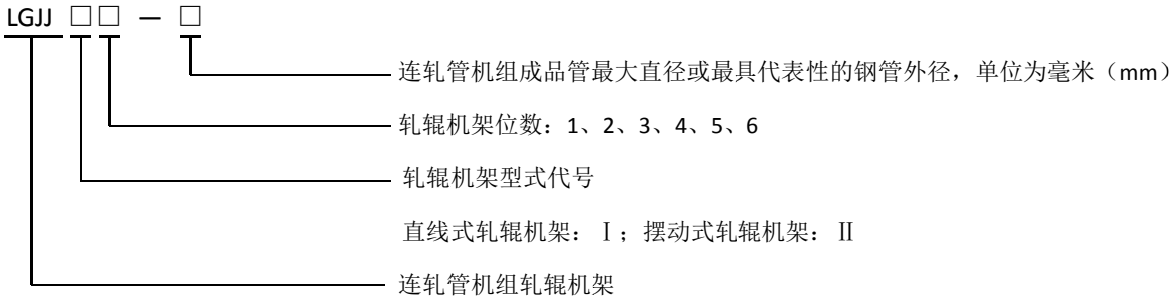 LGJJ □□ — □
连轧管机组成品管最大直径或最具代表性的钢管外径，单位为毫米（mm）
轧辊机架位数：1、2、3、4、5、6
轧辊机架型式代号
直线式轧辊机架：Ⅰ；摆动式轧辊机架：Ⅱ
连轧管机组轧辊机架